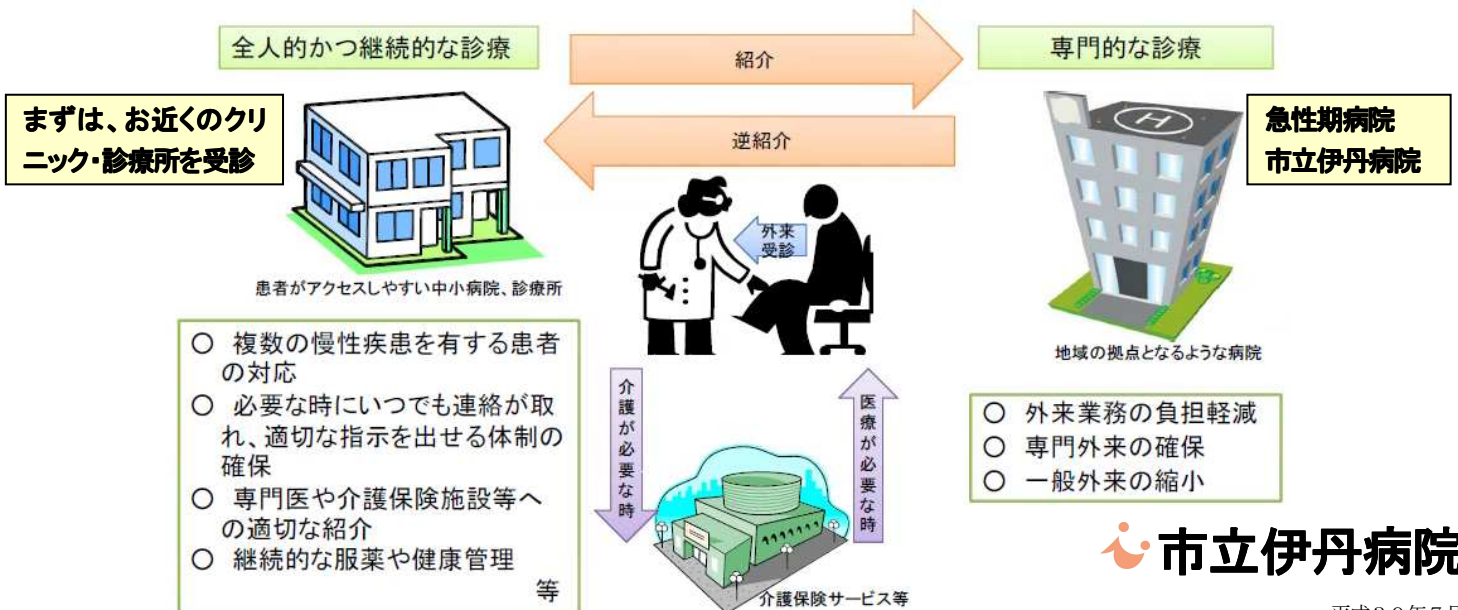 全人的かつ継続的な診療
紹介
専門的な診療
まずは、お近くのクリ
ニック・診療所を受診
逆紹介
急性期病院
市立伊丹病院
H
外来
受診
患者がアクセスしやすい中小病院、診療所
地域の拠点となるような病院
○ 複数の慢性疾患を有する患者
の対応
○ 必要な時にいつでも連絡が取
れ、適切な指示を出せる体制の
確保
○ 専門医や介護保険施設等へ
の適切な紹介
○ 継続的な服薬や健康管理
等
介護が必要な時
医療が必要な時
介護保険サービス等
○ 外来業務の負担軽減
○ 専門外来の確保
○ 一般外来の縮小
市立伊丹病院